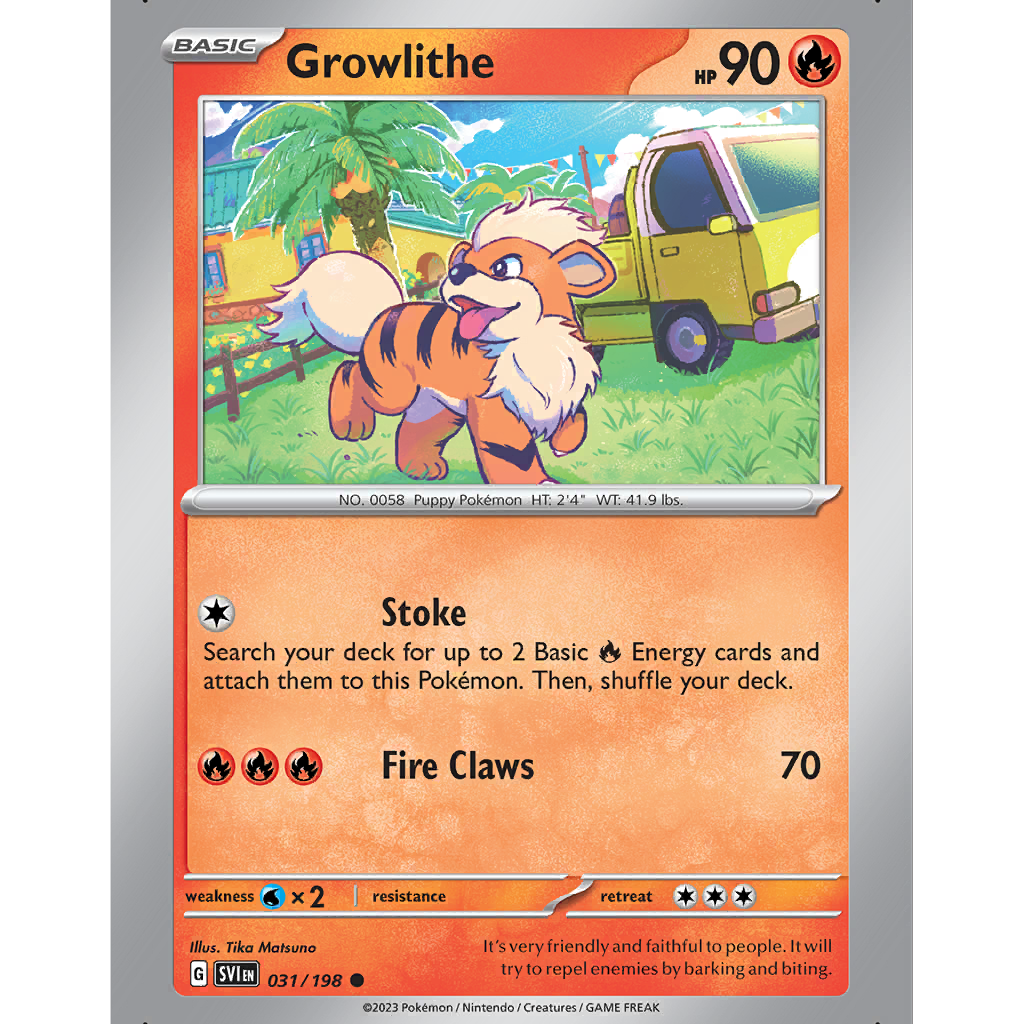 BASIC
Growlithe
HP 90
NO. 0058 Puppy Pokémon HT: 2'4" WT: 41.9 lbs.
Stoke
Search your deck for up to 2 Basic Energy cards and
attach them to this Pokémon. Then, shuffle your deck.
Fire Claws 70
weakness ×2 resistance retreat
Illus. Tika Matsuno
It's very friendly and faithful to people. It will
try to repel enemies by barking and biting.
G SVI EN 031/198
©2023 Pokémon / Nintendo / Creatures / GAME FREAK